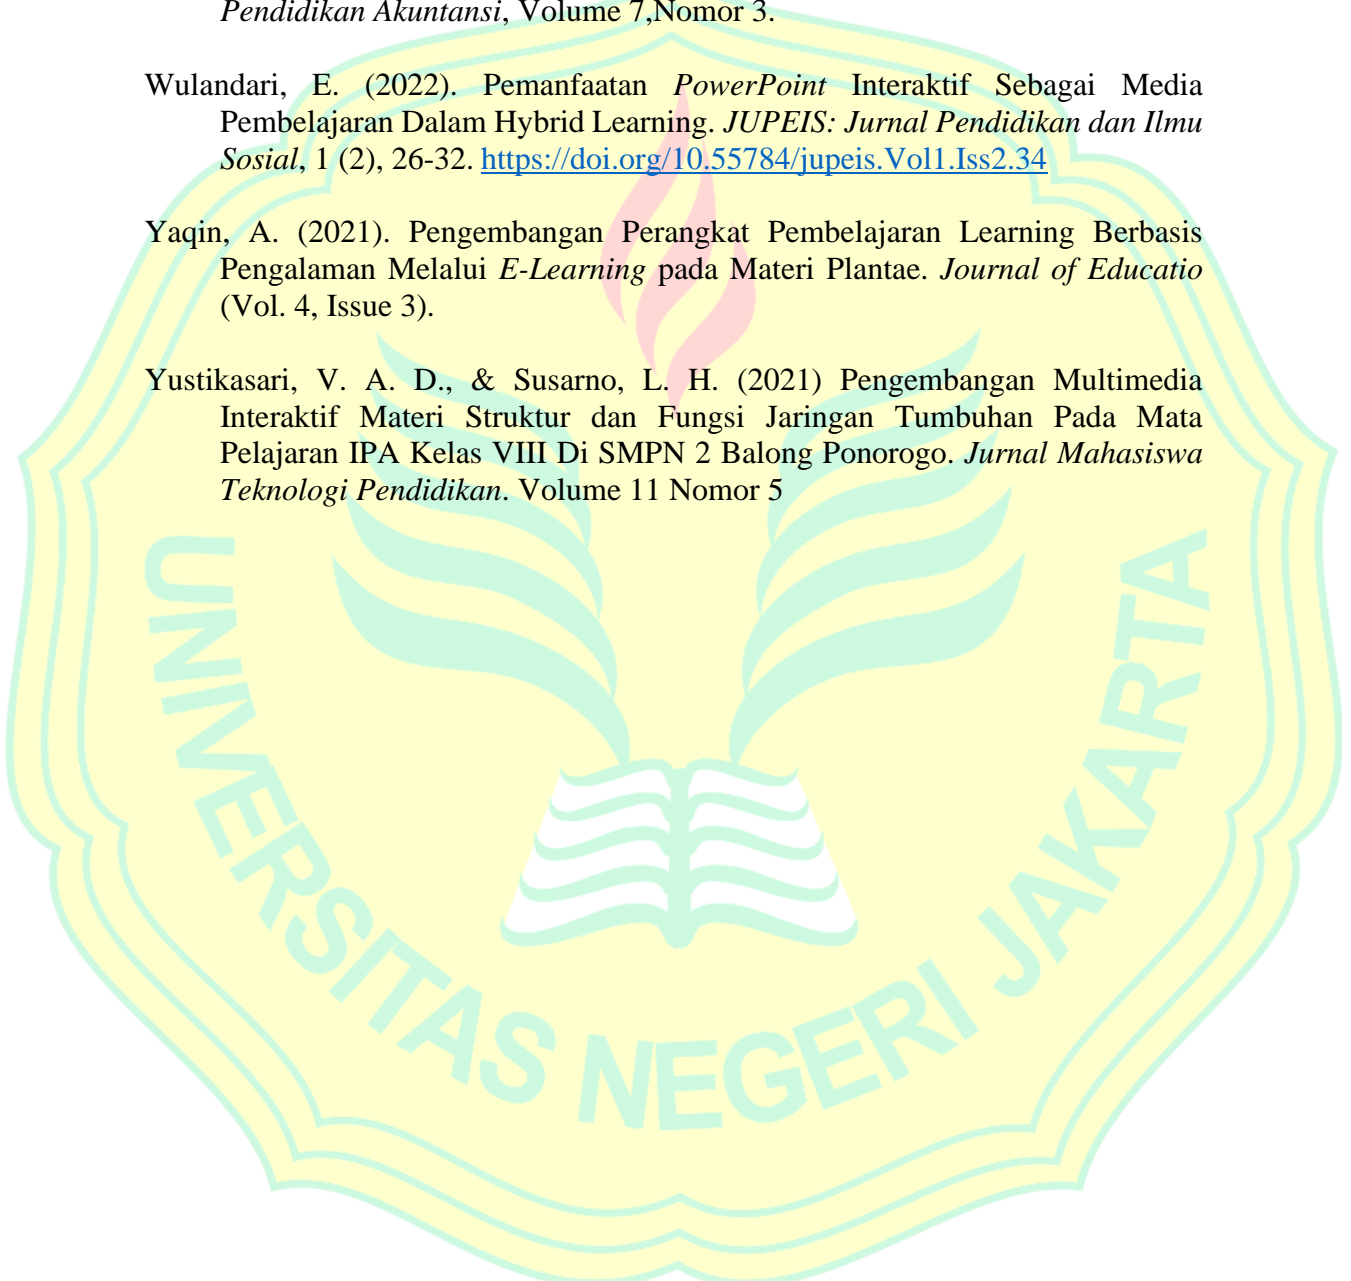 Pendidikan Akuntansi, Volume 7,Nomor 3.
Wulandari, E. (2022). Pemanfaatan PowerPoint Interaktif Sebagai Media
Pembelajaran Dalam Hybrid Learning. JUPEIS: Jurnal Pendidikan dan Ilmu
Sosial, 1 (2), 26-32. https://doi.org/10.55784/jupeis.Vol1.Iss2.34
Yaqin, A. (2021). Pengembangan Perangkat Pembelajaran Learning Berbasis
Pengalaman Melalui E-Learning pada Materi Plantae. Journal of Educatio
(Vol. 4, Issue 3).
Yustikasari, V. A. D., & Susarno, L. H. (2021) Pengembangan Multimedia
Interaktif Materi Struktur dan Fungsi Jaringan Tumbuhan Pada Mata
Pelajaran IPA Kelas VIII Di SMPN 2 Balong Ponorogo. Jurnal Mahasiswa
Teknologi Pendidikan. Volume 11 Nomor 5
UNIVERSITAS NEGERI JAKARTA